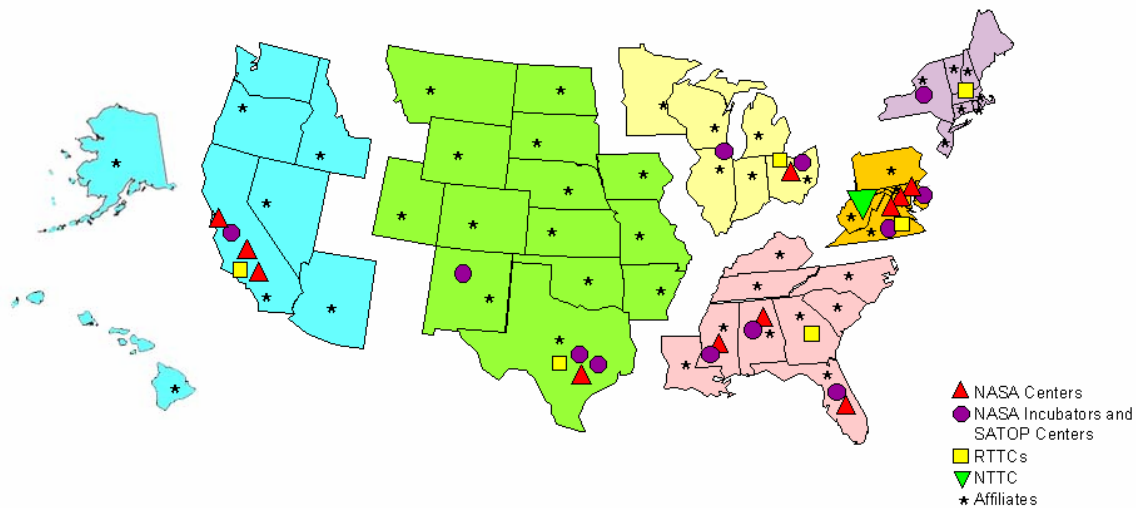 NASA Centers
NASA Incubators and
SATOP Centers
RTTCs
NTTC
* Affiliates